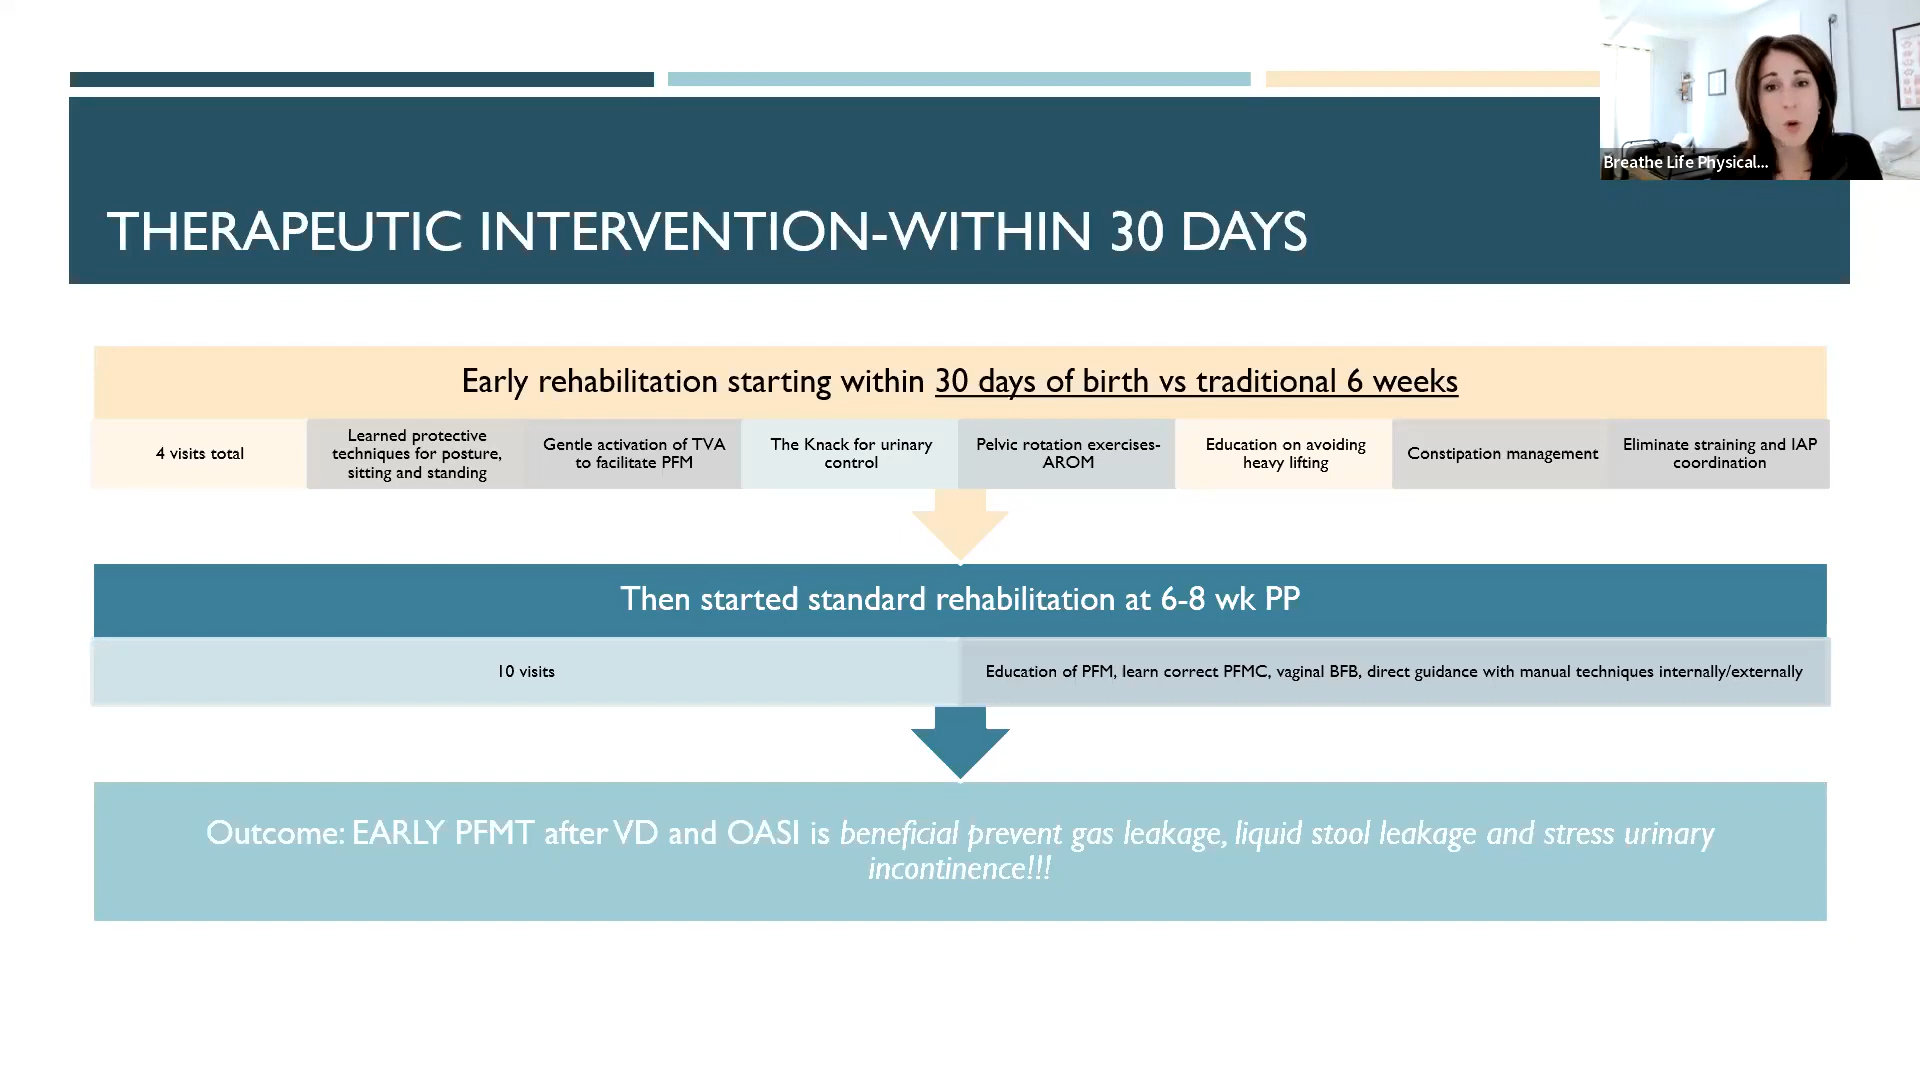 Breathe Life Physical...
THERAPEUTIC INTERVENTION-WITHIN 30 DAYS
Early rehabilitation starting within 30 days of birth vs traditional 6 weeks
4 visits total
Learned protective
techniques for posture,
sitting and standing
Gentle activation of TVA
to facilitate PFM
The Knack for urinary
control
Pelvic rotation exercises-
AROM
Education on avoiding
heavy lifting
Constipation management
Eliminate straining and IAP
coordination
Then started standard rehabilitation at 6-8 wk PP
10 visits
Education of PFM, learn correct PFMC, vaginal BFB, direct guidance with manual techniques internally/externally
Outcome: EARLY PFMT after VD and OASI is beneficial prevent gas leakage, liquid stool leakage and stress urinary
incontinence!!!